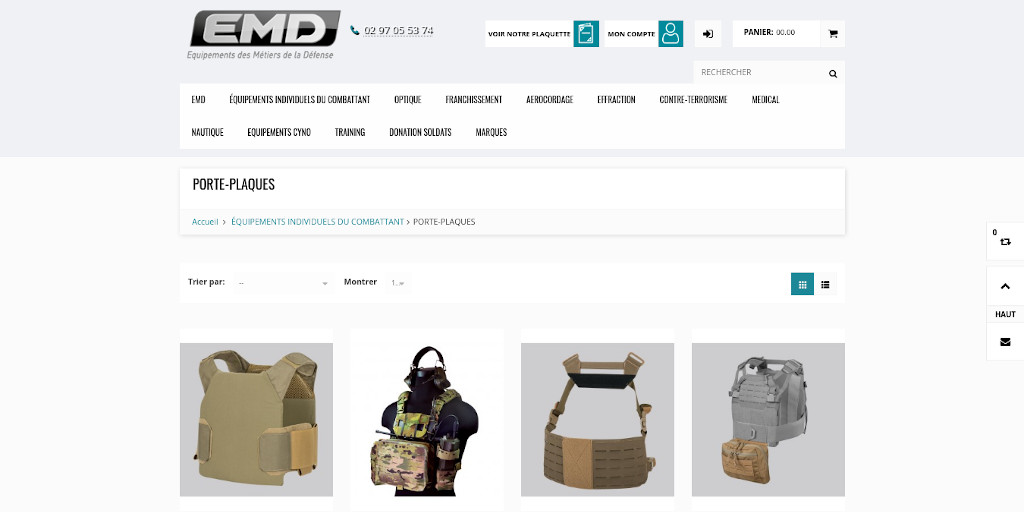 EMD
Equipements des Métiers de la Défense
02 97 05 53 74
VOIR NOTRE PLAQUETTE
MON COMPTE
PANIER: 00.00
RECHERCHER
EMD ÉQUIPEMENTS INDIVIDUELS DU COMBATTANT OPTIQUE FRANCHISSEMENT AEROCORDAGE EFFRACTION CONTRE-TERRORISME MEDICAL
NAUTIQUE EQUIPEMENTS CYNO TRAINING DONATION SOLDATS MARQUES
PORTE-PLAQUES
Accueil > ÉQUIPEMENTS INDIVIDUELS DU COMBATTANT > PORTE-PLAQUES
0
Trier par: -- Montrer 1...
HAUT